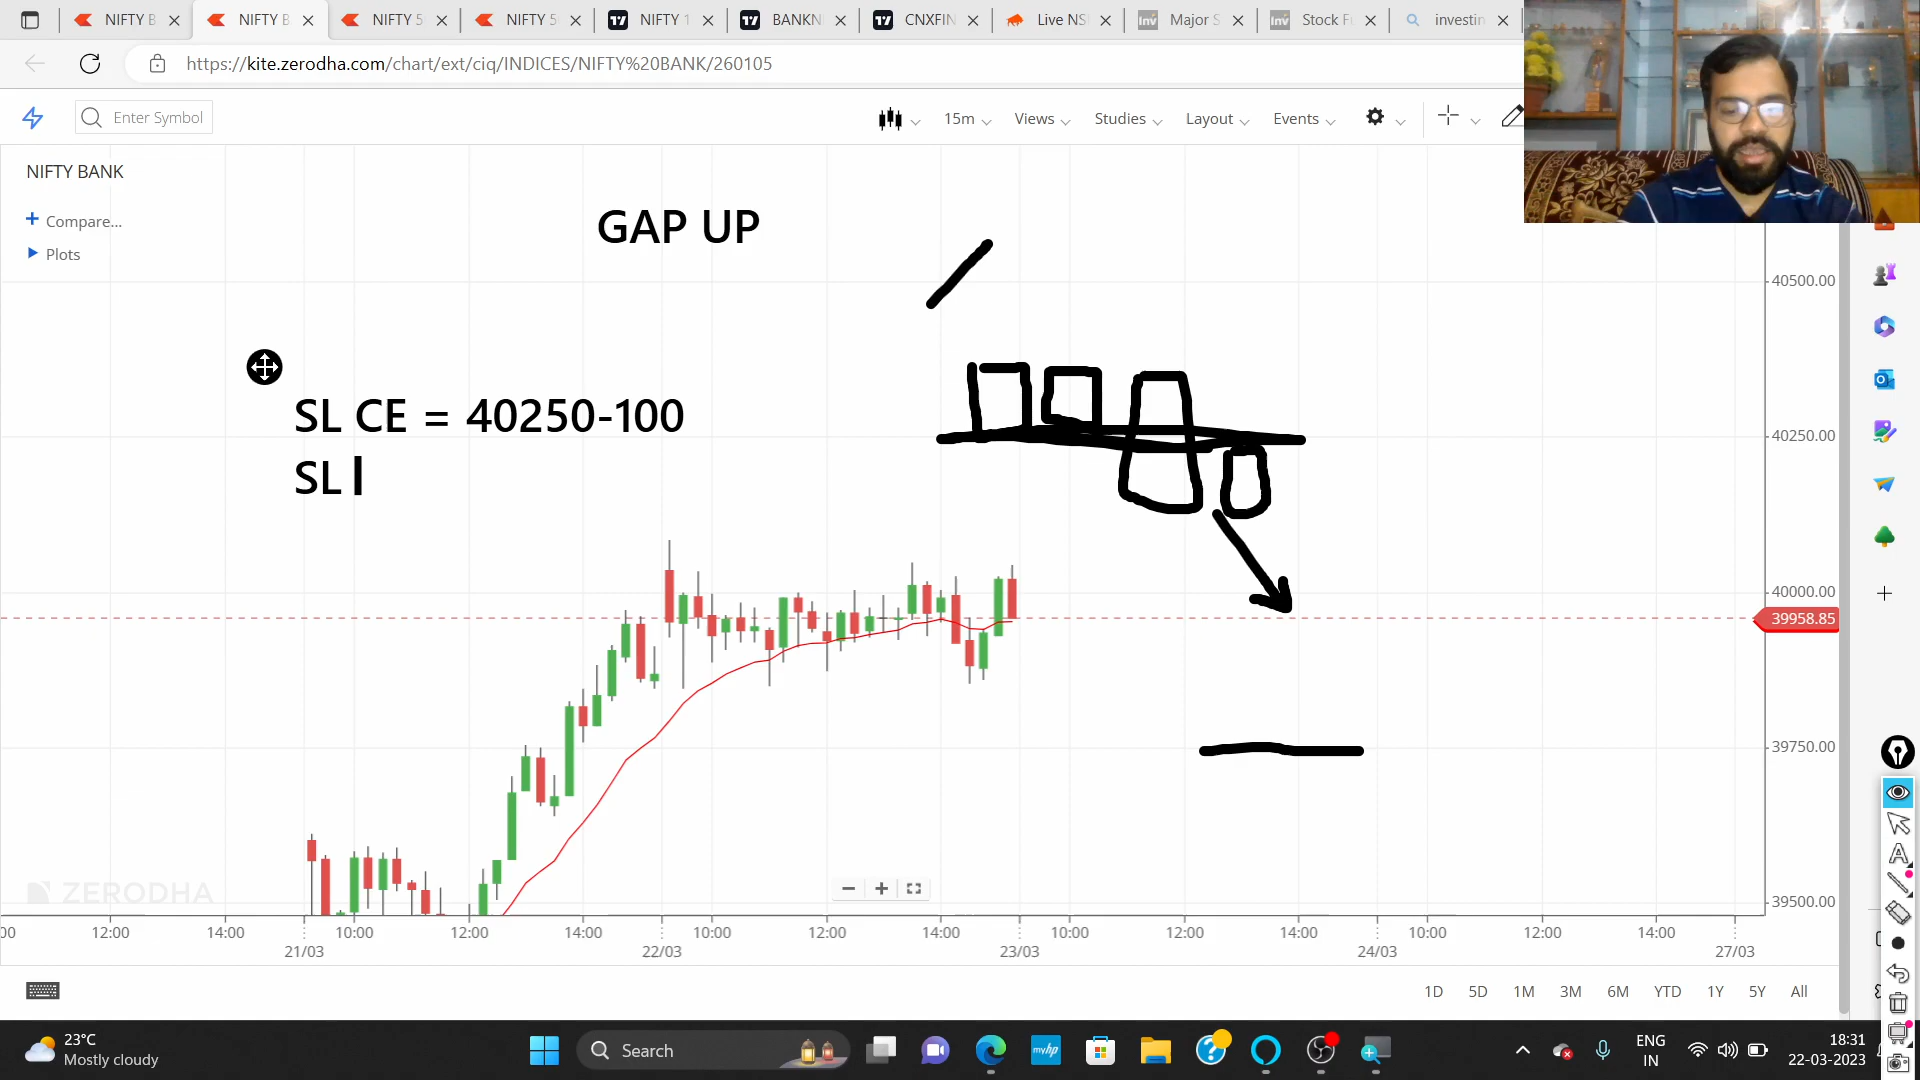 NIFTY B
NIFTY B
NIFTY 5
NIFTY 5
NIFTY 1
BANKN
CNXFIN
Live NS
Major S
Stock F
investin
https://kite.zerodha.com/chart/ext/ciq/INDICES/NIFTY%20BANK/260105
Enter Symbol
15m
Views
Studies
Layout
Events
NIFTY BANK
Compare...
Plots
GAP UP
SL CE = 40250-100
SL
40500.00
40250.00
40000.00
39958.85
39750.00
39500.00
ZERODHA
00
12:00
14:00
10:00
12:00
14:00
10:00
12:00
14:00
10:00
12:00
14:00
10:00
12:00
14:00
21/03
22/03
23/03
24/03
27/03
1D
5D
1M
3M
6M
YTD
1Y
5Y
All
23°C
Mostly cloudy
Search
myhp
ENG
IN
18:31
22-03-2023